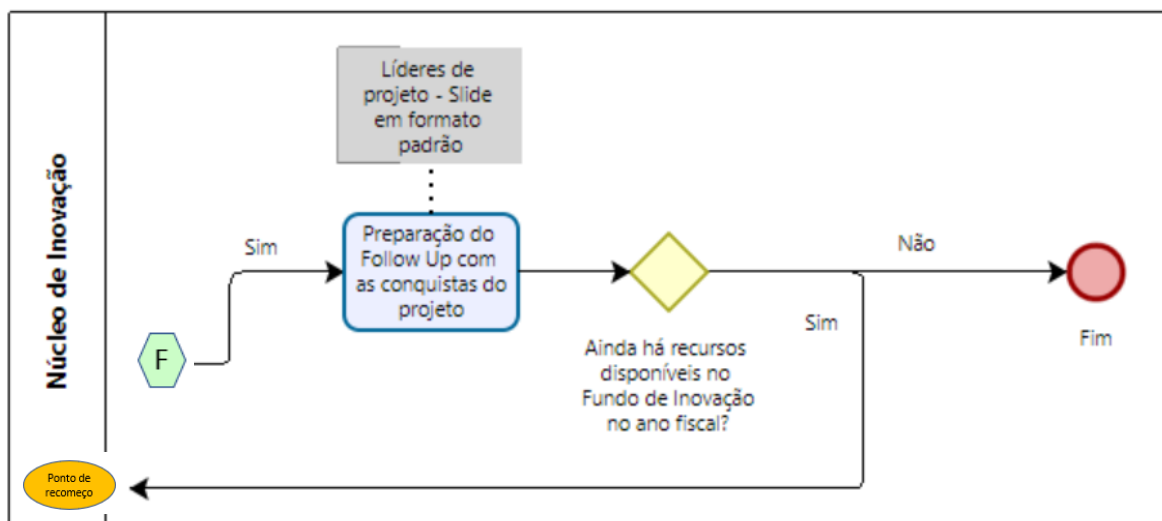 Núcleo de Inovação
Líderes de
projeto - Slide
em formato
padrão
Sim
F
Preparação do
Follow Up com
as conquistas do
projeto
Ainda há recursos
disponíveis no
Fundo de Inovação
no ano fiscal?
Não
Sim
Fim
Ponto de
recomeço